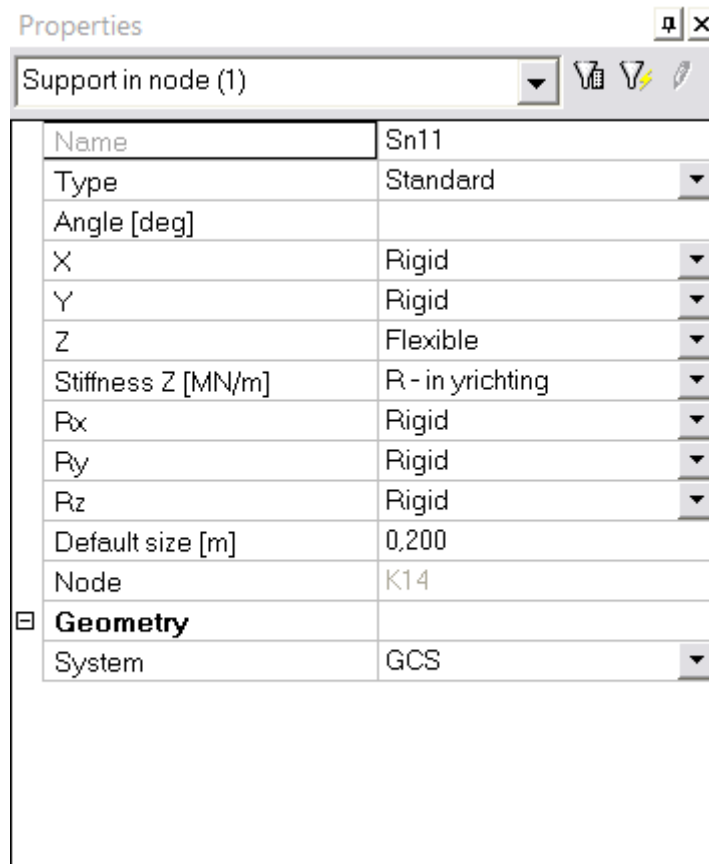 Properties
Support in node (1)
Name Sn11
Type Standard
Angle [deg]
X Rigid
Y Rigid
Z Flexible
Stiffness Z [MN/m] R - in yrichting
Rx Rigid
Ry Rigid
Rz Rigid
Default size [m] 0,200
Node K14
Geometry
System GCS